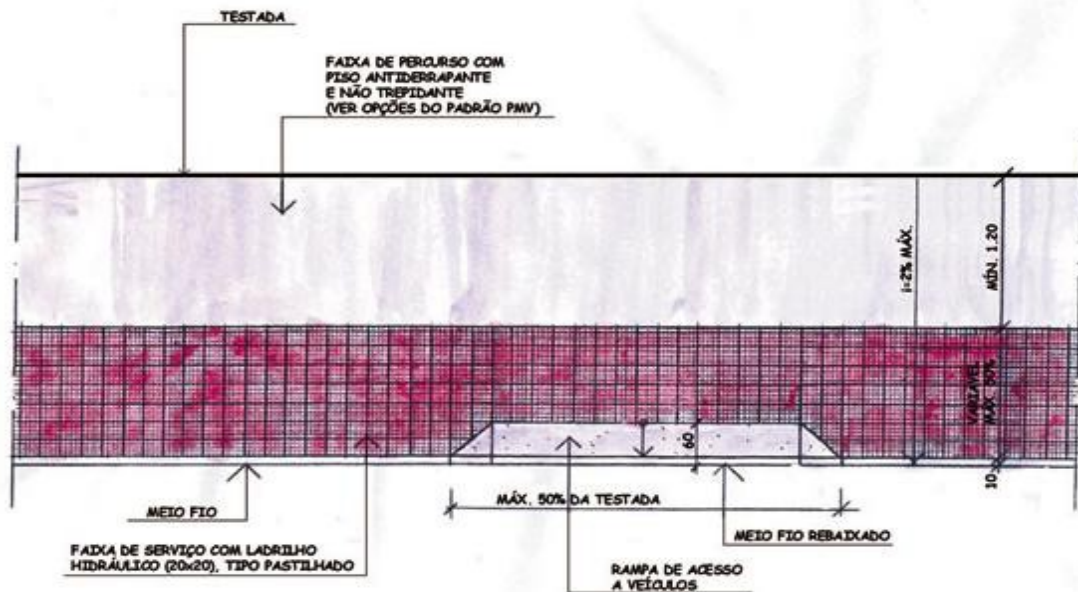 TESTADA
FAIXA DE PERCURSO COM
PISO ANTIDERRAPANTE
E NÃO TREPIDANTE
(VER OPÇÕES DO PADRÃO PMV)
i=2% MÁX.
MÍN. 1.20
VARIÁVEL
MÁX. 50%
60
10
MÁX. 50% DA TESTADA
MEIO FIO
MEIO FIO REBAIXADO
FAIXA DE SERVIÇO COM LADRILHO
HIDRÁULICO (20x20), TIPO PASTILHADO
RAMPA DE ACESSO
A VEÍCULOS